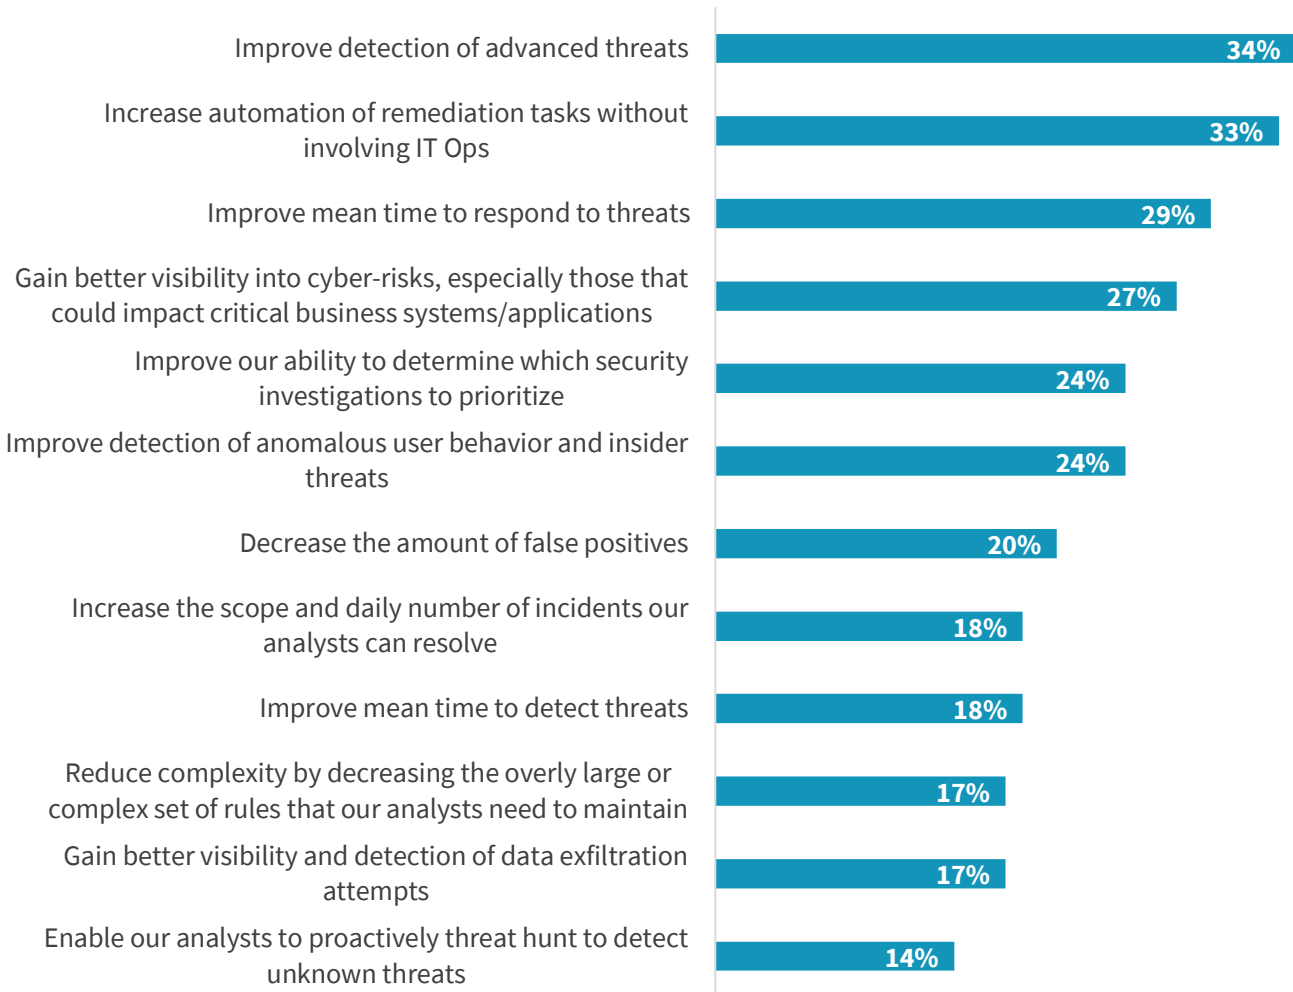 Improve detection of advanced threats
34%
Increase automation of remediation tasks without
involving IT Ops
33%
Improve mean time to respond to threats
29%
Gain better visibility into cyber-risks, especially those that
could impact critical business systems/applications
27%
Improve our ability to determine which security
investigations to prioritize
24%
Improve detection of anomalous user behavior and insider
threats
24%
Decrease the amount of false positives
20%
Increase the scope and daily number of incidents our
analysts can resolve
18%
Improve mean time to detect threats
18%
Reduce complexity by decreasing the overly large or
complex set of rules that our analysts need to maintain
17%
Gain better visibility and detection of data exfiltration
attempts
17%
Enable our analysts to proactively threat hunt to detect
unknown threats
14%